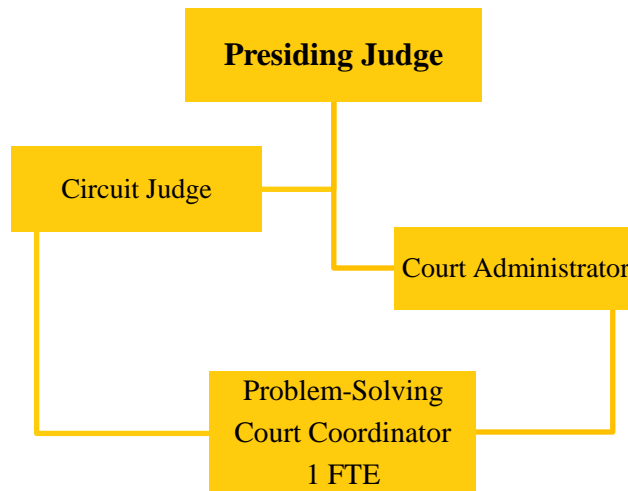 Presiding Judge
Circuit Judge
Court Administrator
Problem-Solving
Court Coordinator
1 FTE